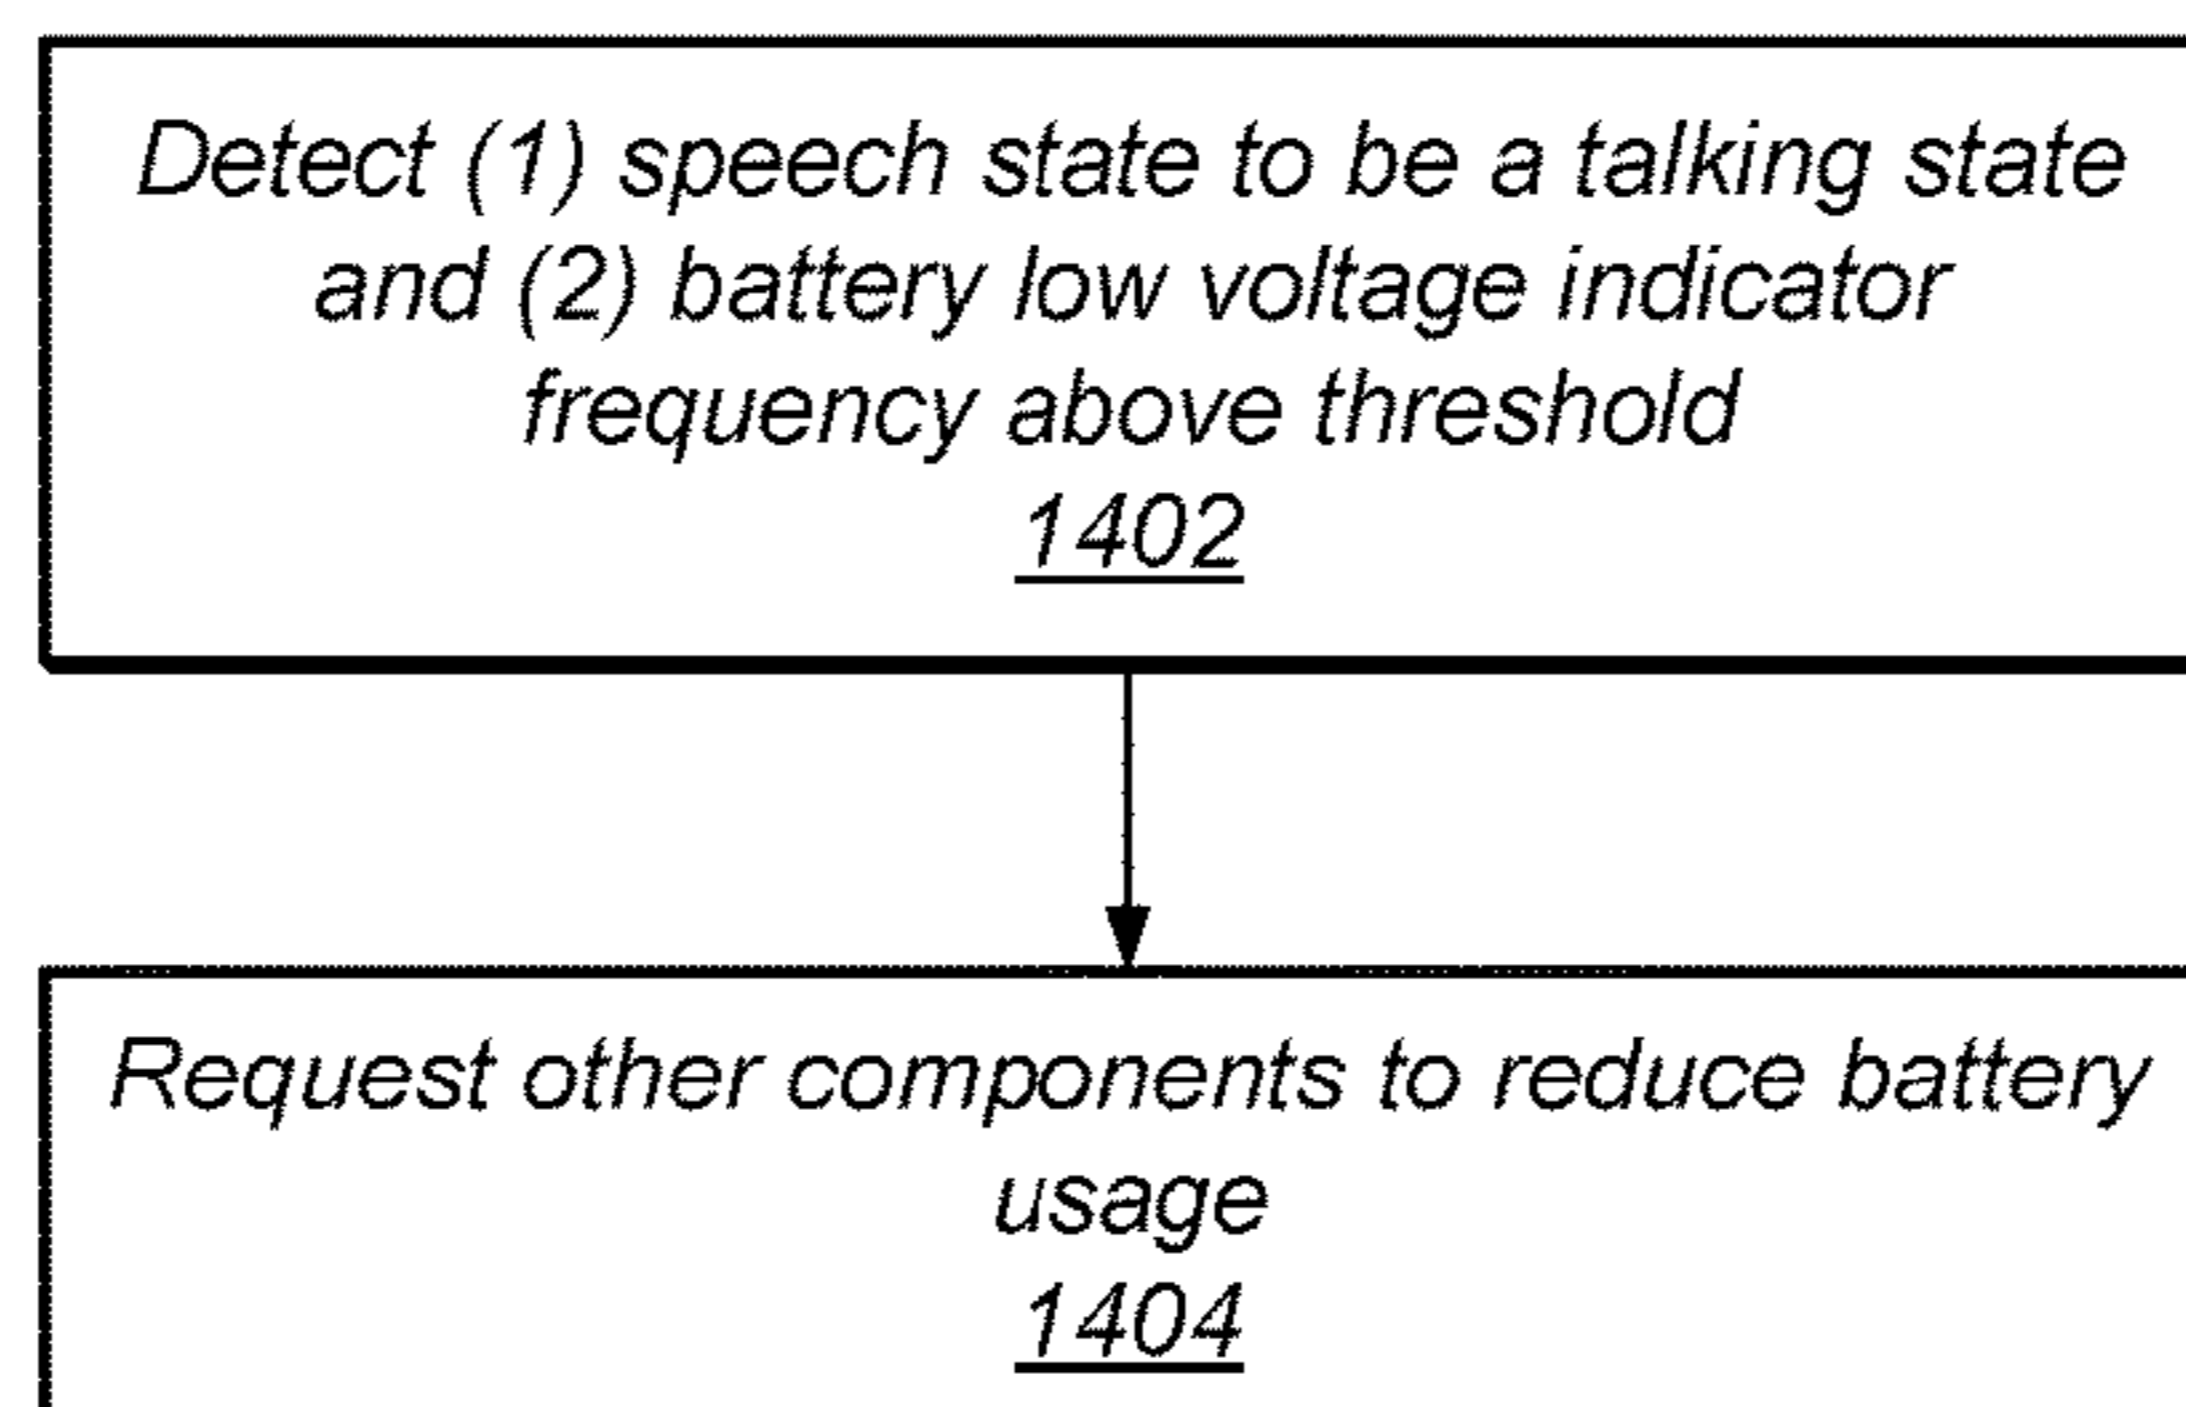 Detect (1) speech state to be a talking state
and (2) battery low voltage indicator
frequency above threshold
1402
Request other components to reduce battery
usage
1404